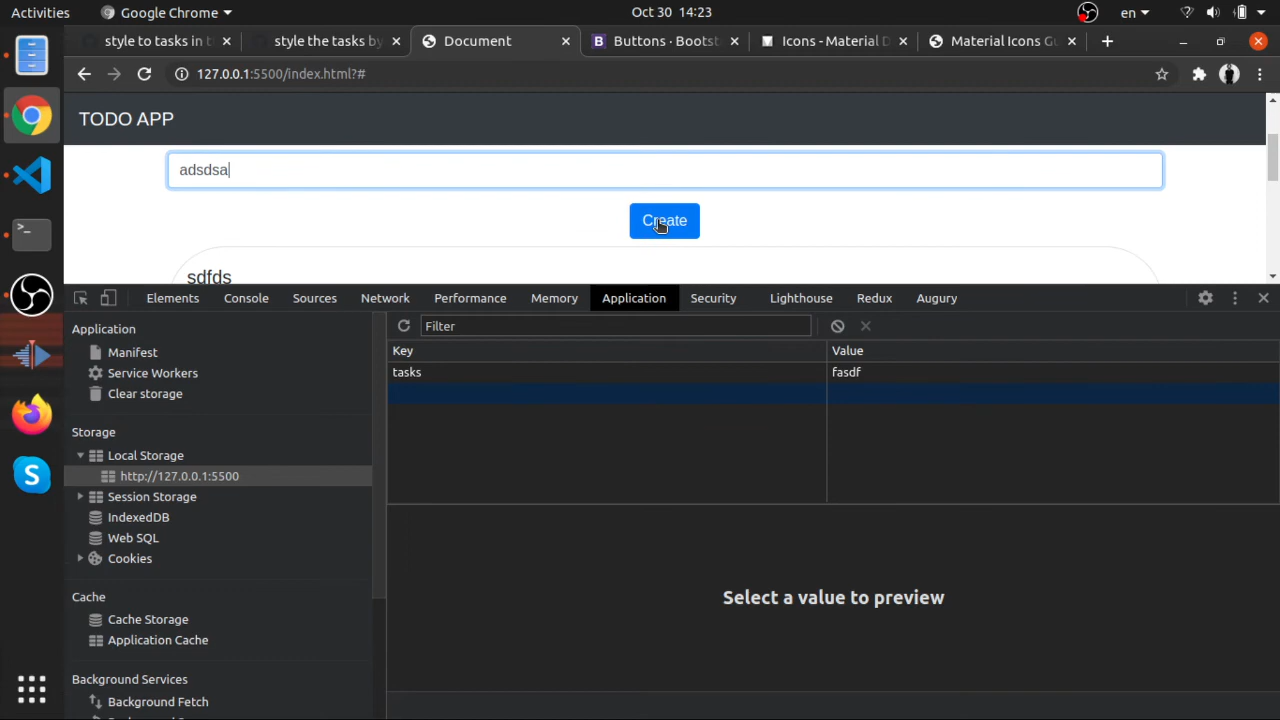 Activities
Google Chrome
Oct 30 14:23
en
style to tasks in t
style the tasks by
Document
Buttons · Bootst
Icons - Material D
Material Icons Gu
127.0.0.1:5500/index.html?#
TODO APP
adsdsa
Create
sdfds
Elements
Console
Sources
Network
Performance
Memory
Application
Security
Lighthouse
Redux
Augury
Application
Manifest
Service Workers
Clear storage
Storage
Local Storage
http://127.0.0.1:5500
Session Storage
IndexedDB
Web SQL
Cookies
Cache
Cache Storage
Application Cache
Background Services
Background Fetch
Filter
Key
Value
tasks
fasdf
Select a value to preview